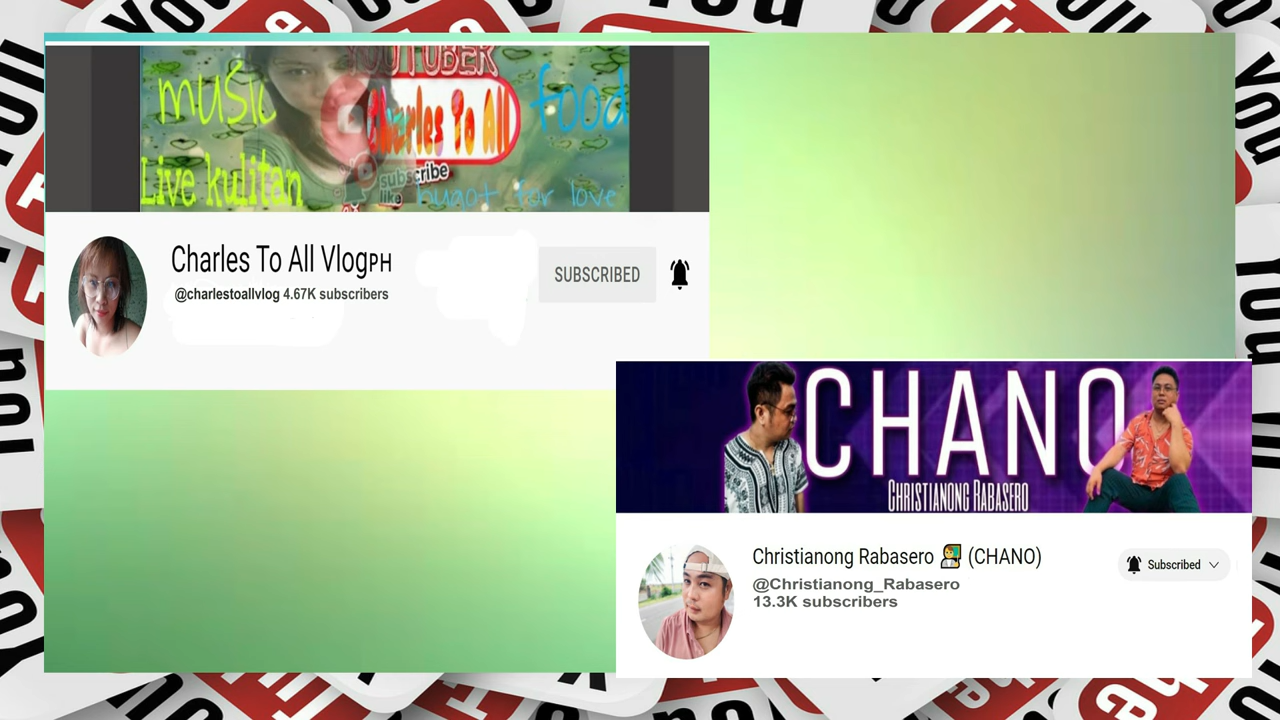 YOUTUBER
music
Charles To All
food
Live kulitan
subscribe
like
hugot for love
Charles To All VlogPH
SUBSCRIBED
@charlestoallvlog 4.67K subscribers
CHANO
CHRISTIANONG RABASERO
Christianong Rabasero 👨‍🏫 (CHANO)
Subscribed
@Christianong_Rabasero
13.3K subscribers